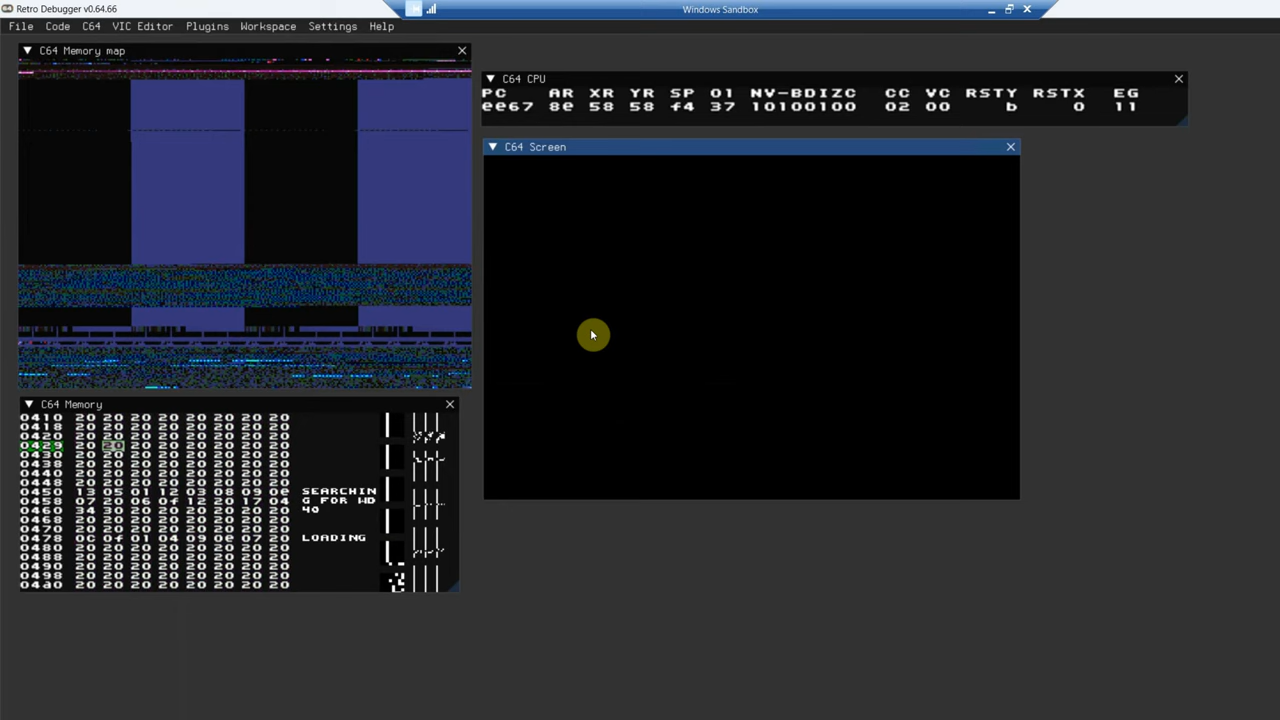 Retro Debugger v0.64.66
Windows Sandbox
File Code C64 VIC Editor Plugins Workspace Settings Help
C64 Memory map
C64 CPU
PC AR XR YR SP 01 NV-BDIZC CC VC RSTY RSTX EG
ee67 8e 58 58 f4 37 10100100 02 00 b 0 11
C64 Screen
C64 Memory
0410 20 20 20 20 20 20 20 20
0418 20 20 20 20 20 20 20 20
0420 20 20 20 20 20 20 20 20
20 20 20 20 20 20 20 20
0430 20 20 20 20 20 20 20 20
0438 20 20 20 20 20 20 20 20
0440 20 20 20 20 20 20 20 20
0448 20 20 20 20 20 20 20 20
0450 13 05 01 12 03 08 09 0e SEARCHIN
0458 07 20 06 0f 12 20 17 04 G FOR WD
0460 34 30 20 20 20 20 20 20 40
0468 20 20 20 20 20 20 20 20
0470 20 20 20 20 20 20 20 20
0478 0c 0f 01 04 09 0e 07 20 LOADING
0480 20 20 20 20 20 20 20 20
0488 20 20 20 20 20 20 20 20
0490 20 20 20 20 20 20 20 20
0498 20 20 20 20 20 20 20 20
04a0 20 20 20 20 20 20 20 20